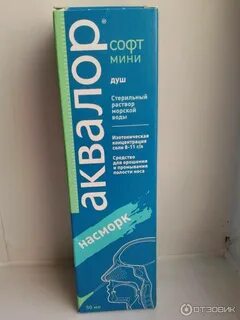 аквалор
софт
мини
душ
Стерильный
раствор
морской
воды
Изотоническая
концентрация
соли 8-11 г/л
Средство
для орошения
и промывания
полости носа
насморк
50 мл
ОТЗОВИК